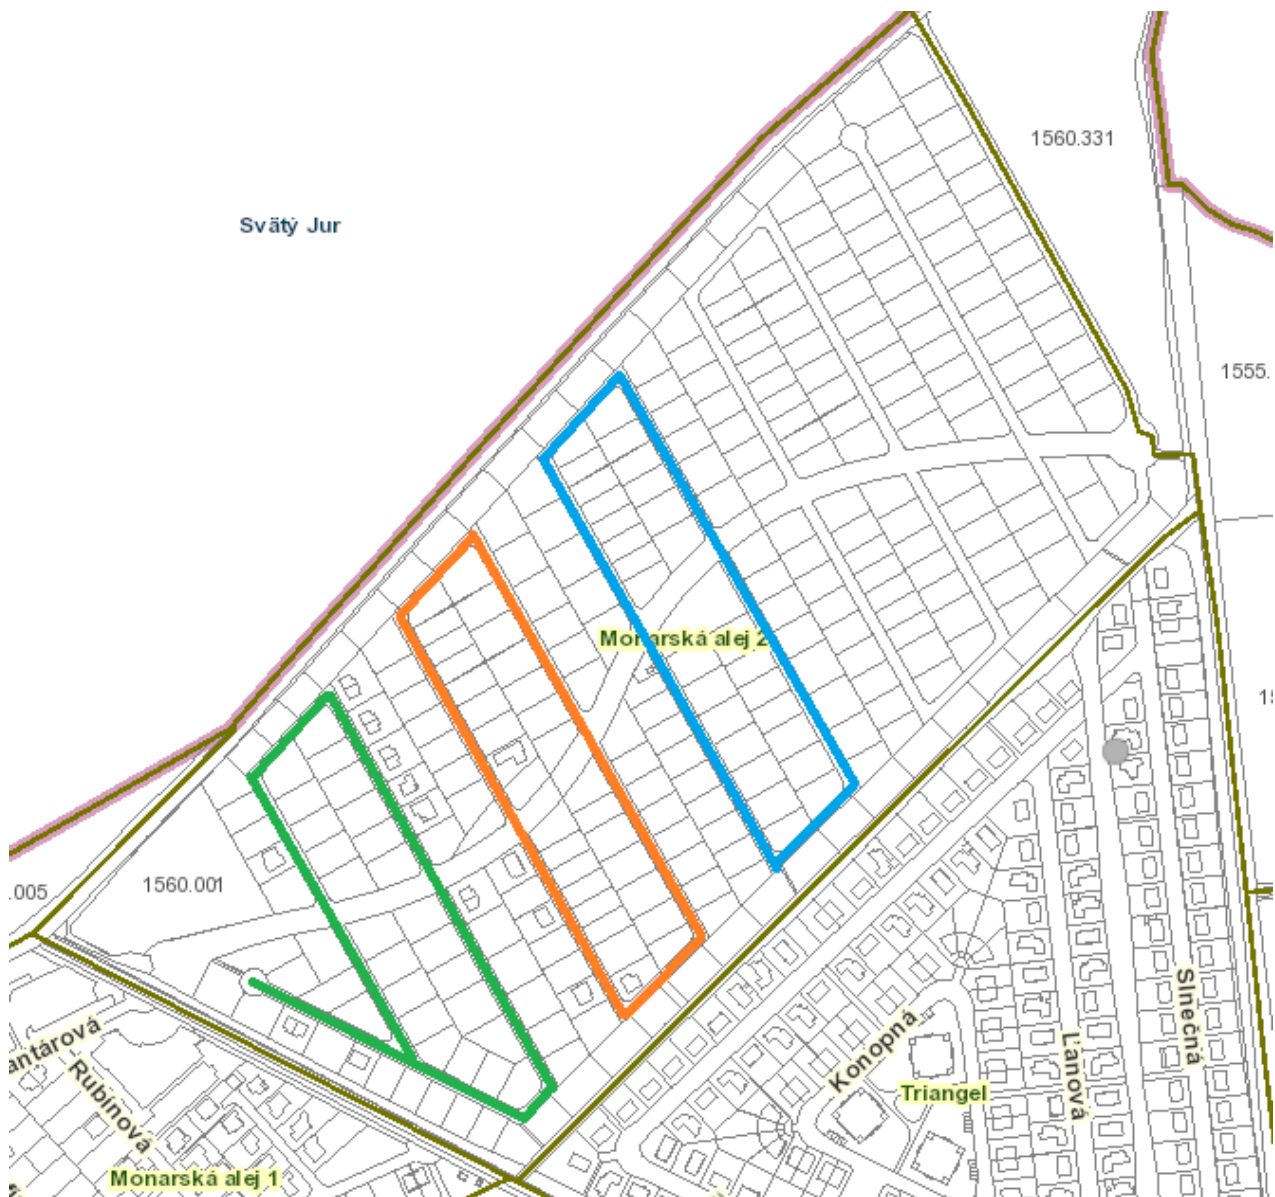 1560.331
Svätý Jur
1555.
Monarská alej 2
1560.001
.005
Slnečná
Konopná
Ľanová
antárová
Rubínová
Triangel
Monarská alej 1